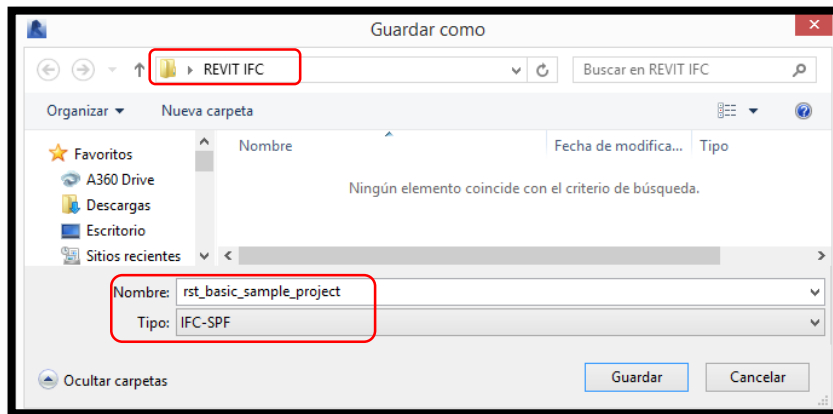 Guardar como
REVIT IFC
Buscar en REVIT IFC
Organizar
Nueva carpeta
Favoritos
A360 Drive
Descargas
Escritorio
Sitios recientes
Nombre
Fecha de modifica...
Tipo
Ningún elemento coincide con el criterio de búsqueda.
Nombre: rst_basic_sample_project
Tipo: IFC-SPF
Ocultar carpetas
Guardar
Cancelar